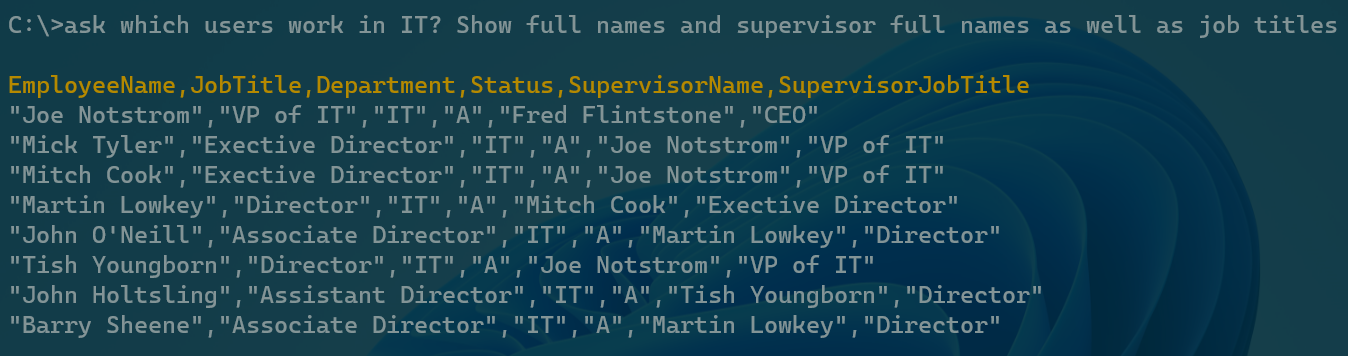 C:\>ask which users work in IT? Show full names and supervisor full names as well as job titles
EmployeeName,JobTitle,Department,Status,SupervisorName,SupervisorJobTitle
"Joe Notstrom","VP of IT","IT","A","Fred Flintstone","CEO"
"Mick Tyler","Exective Director","IT","A","Joe Notstrom","VP of IT"
"Mitch Cook","Exective Director","IT","A","Joe Notstrom","VP of IT"
"Martin Lowkey","Director","IT","A","Mitch Cook","Exective Director"
"John O'Neill","Associate Director","IT","A","Martin Lowkey","Director"
"Tish Youngborn","Director","IT","A","Joe Notstrom","VP of IT"
"John Holtsling","Assistant Director","IT","A","Tish Youngborn","Director"
"Barry Sheene","Associate Director","IT","A","Martin Lowkey","Director"